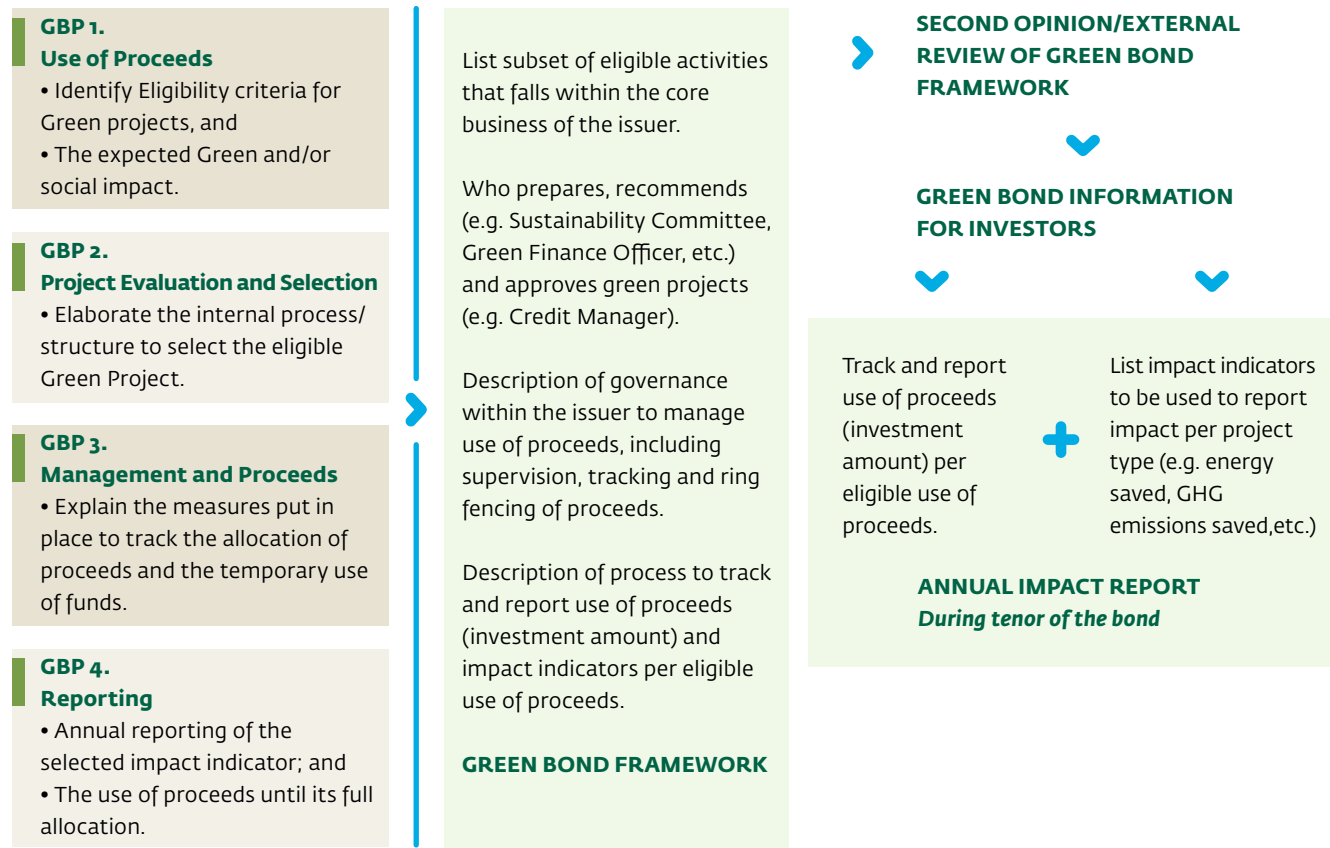 GBP 1.
Use of Proceeds
• Identify Eligibility criteria for
Green projects, and
• The expected Green and/or
social impact.
GBP 2.
Project Evaluation and Selection
• Elaborate the internal process/
structure to select the eligible
Green Project.
GBP 3.
Management and Proceeds
• Explain the measures put in
place to track the allocation of
proceeds and the temporary use
of funds.
GBP 4.
Reporting
• Annual reporting of the
selected impact indicator; and
• The use of proceeds until its full
allocation.
List subset of eligible activities
that falls within the core
business of the issuer.
Who prepares, recommends
(e.g. Sustainability Committee,
Green Finance Officer, etc.)
and approves green projects
(e.g. Credit Manager).
Description of governance
within the issuer to manage
use of proceeds, including
supervision, tracking and ring
fencing of proceeds.
Description of process to track
and report use of proceeds
(investment amount) and
impact indicators per eligible
use of proceeds.
GREEN BOND FRAMEWORK
SECOND OPINION/EXTERNAL
REVIEW OF GREEN BOND
FRAMEWORK
GREEN BOND INFORMATION
FOR INVESTORS
Track and report
use of proceeds
(investment
amount) per
eligible use of
proceeds.
List impact indicators
to be used to report
impact per project
type (e.g. energy
saved, GHG
emissions saved,etc.)
ANNUAL IMPACT REPORT
During tenor of the bond